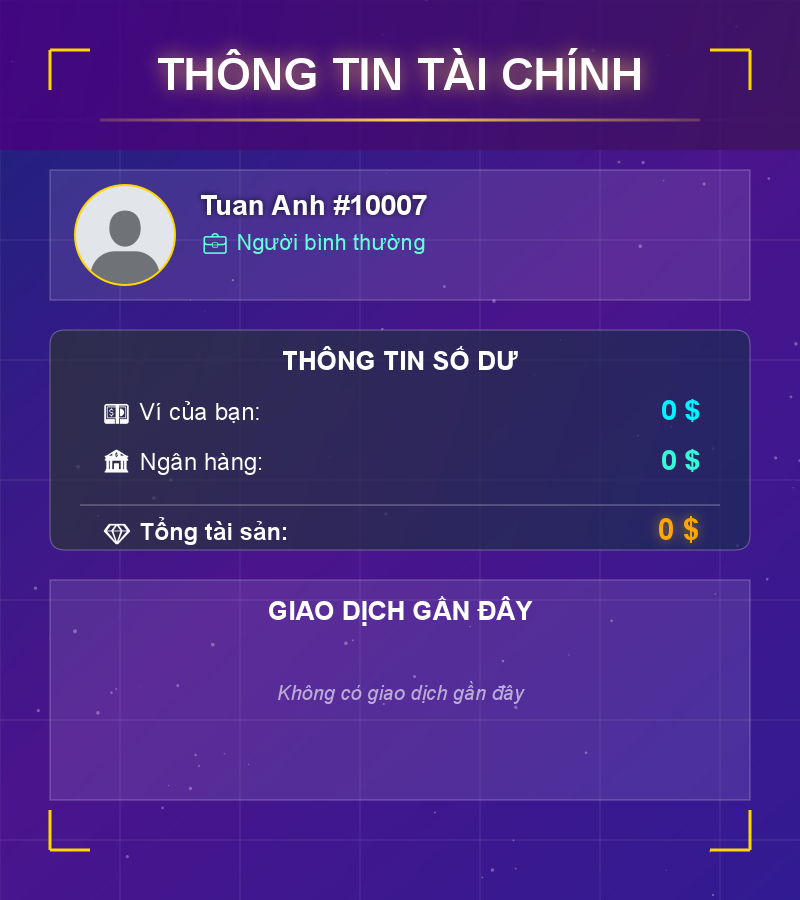 THÔNG TIN TÀI CHÍNH
Tuan Anh #10007
Người bình thường
THÔNG TIN SỐ DƯ
Ví của bạn: 0 $
Ngân hàng: 0 $
Tổng tài sản: 0 $
GIAO DỊCH GẦN ĐÂY
Không có giao dịch gần đây